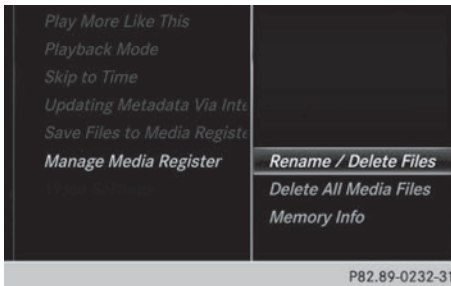 Play More Like This
Playback Mode
Skip to Time
Updating Metadata Via Inte
Save Files to Media Registe
Manage Media Register
Rename / Delete Files
Delete All Media Files
Memory Info
P82.89-0232-31